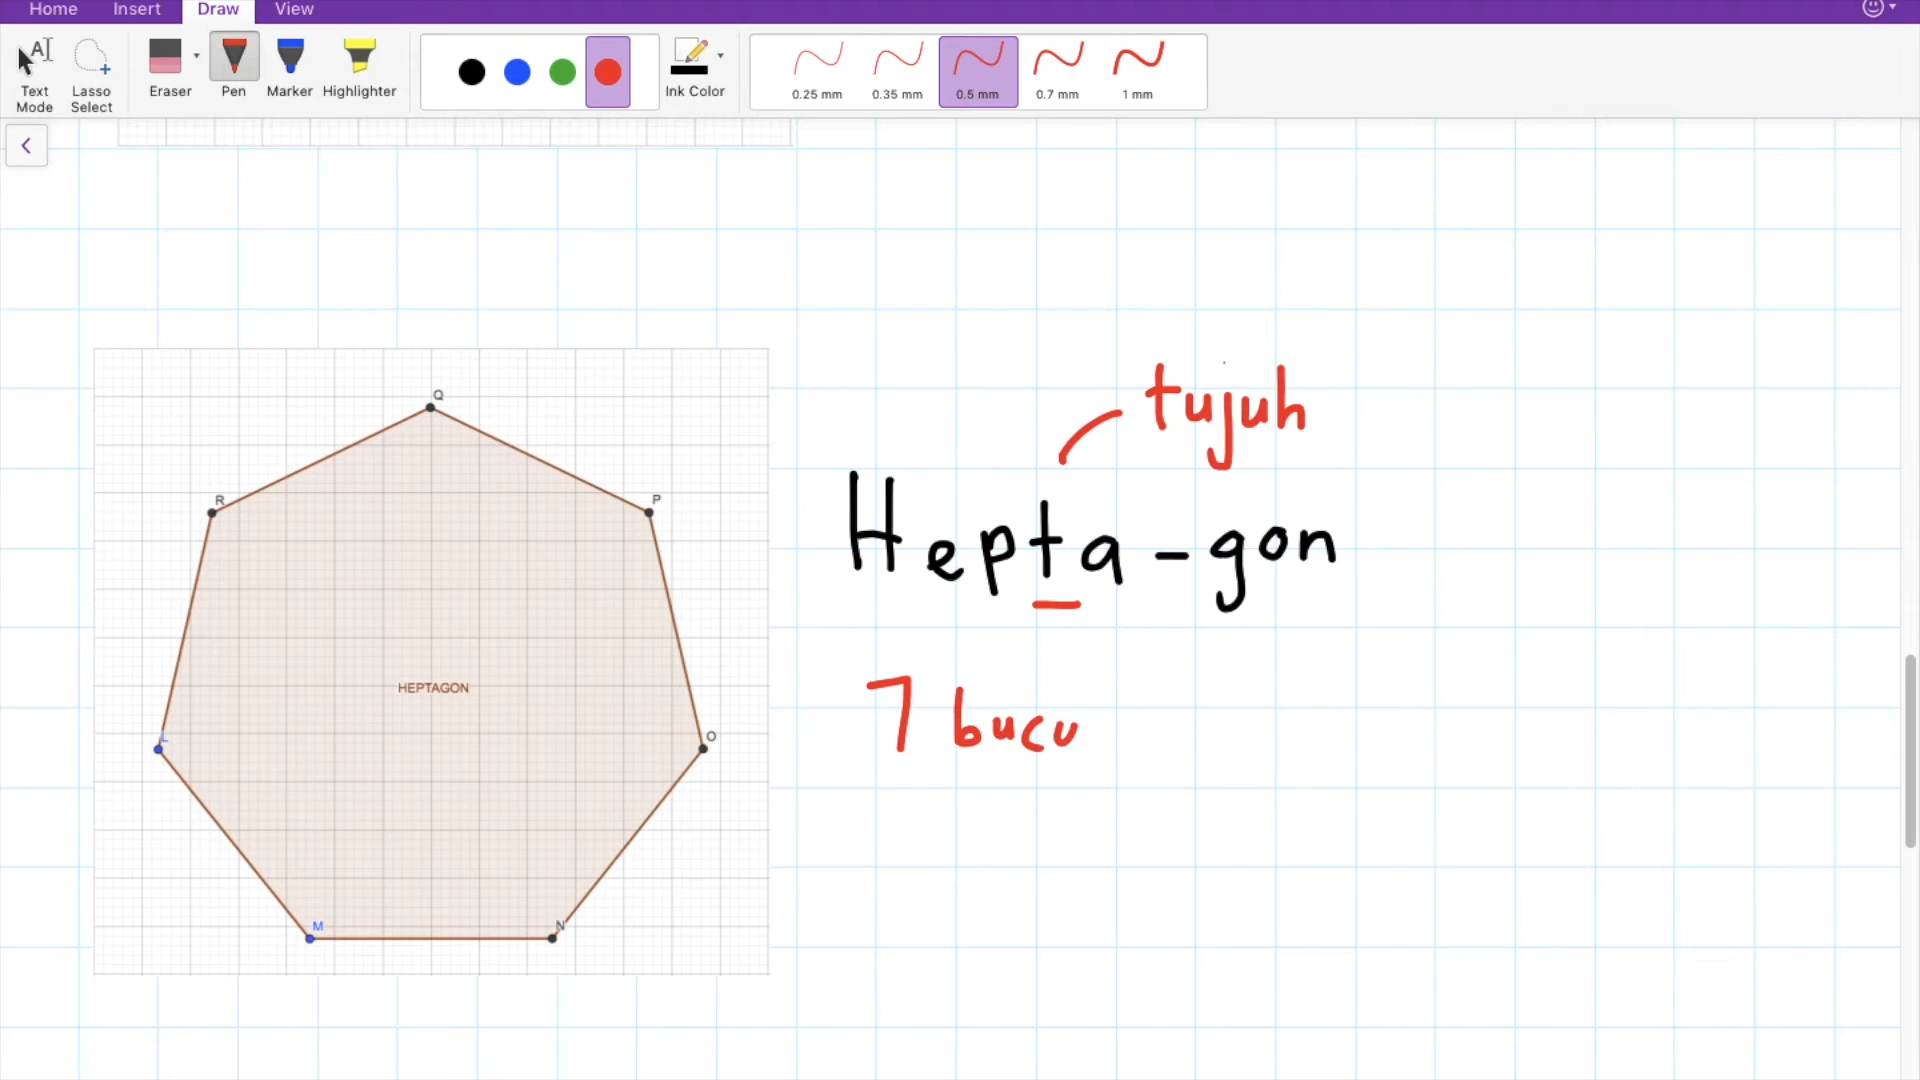 Home Insert Draw View
Text Mode
Lasso Select
Eraser
Pen
Marker
Highlighter
Ink Color
0.25 mm
0.35 mm
0.5 mm
0.7 mm
1 mm
Q
R
P
HEPTAGON
L
O
M
N
tujuh
Hepta-gon
7 bucu